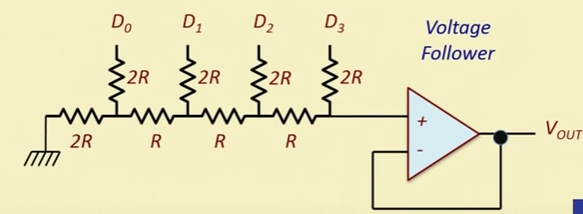 D0 D1 D2 D3
Voltage
Follower
2R 2R 2R 2R
2R R R R
+
-
VOUT